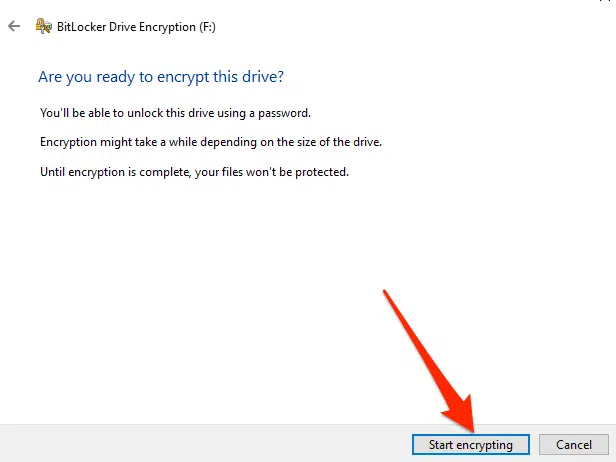 BitLocker Drive Encryption (F:)
Are you ready to encrypt this drive?
You'll be able to unlock this drive using a password.
Encryption might take a while depending on the size of the drive.
Until encryption is complete, your files won't be protected.
Start encrypting
Cancel